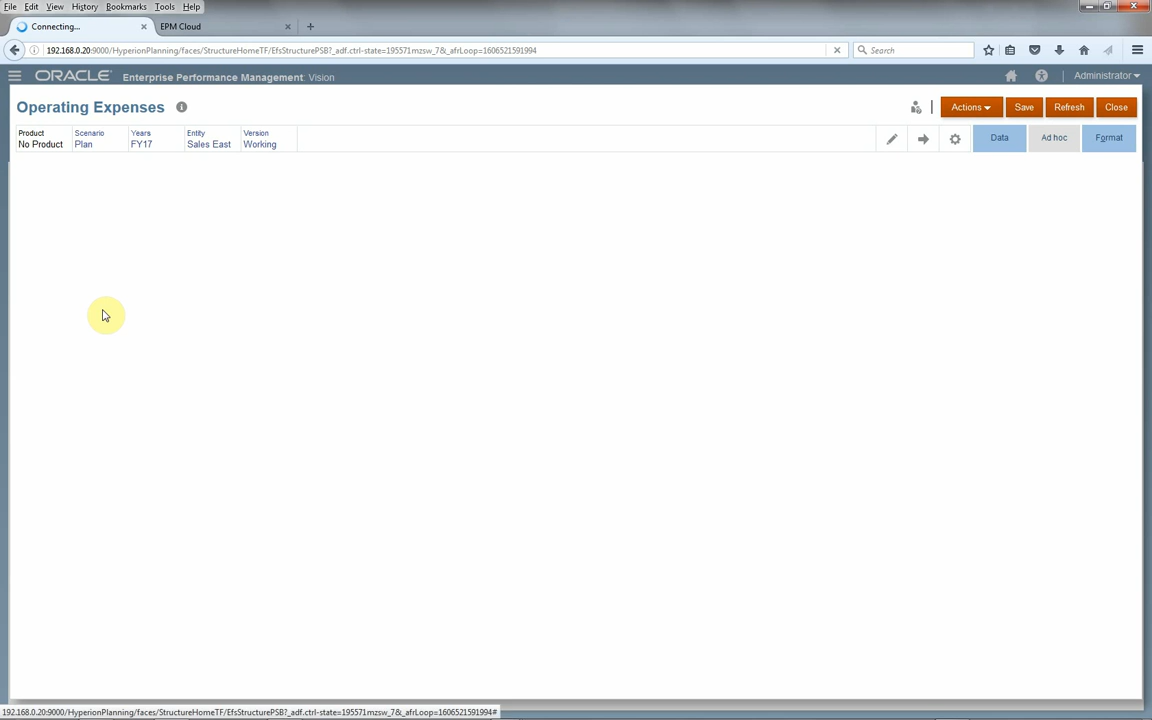 File Edit View History Bookmarks Tools Help
Connecting... EPM Cloud
192.168.0.20:9000/HyperionPlanning/faces/StructureHomeTF/EfsStructurePSB?_adf.ctrl-state=195571mzsw_7&_afrLoop=1606521591994 Search
ORACLE Enterprise Performance Management: Vision Administrator
Operating Expenses Actions Save Refresh Close
Product Scenario Years Entity Version
No Product Plan FY17 Sales East Working
Data Ad hoc Format
192.168.0.20:9000/HyperionPlanning/faces/StructureHomeTF/EfsStructurePSB?_adf.ctrl-state=195571mzsw_7&_afrLoop=1606521591994#